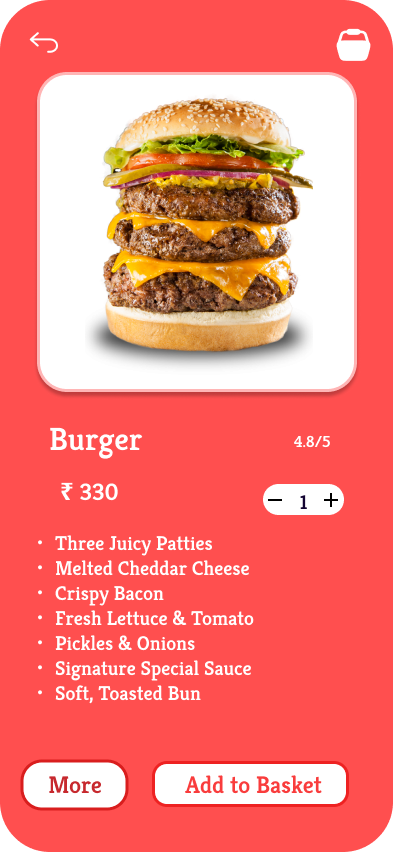 Burger
4.8/5
₹ 330
− 1 +
• Three Juicy Patties
• Melted Cheddar Cheese
• Crispy Bacon
• Fresh Lettuce & Tomato
• Pickles & Onions
• Signature Special Sauce
• Soft, Toasted Bun
More
Add to Basket